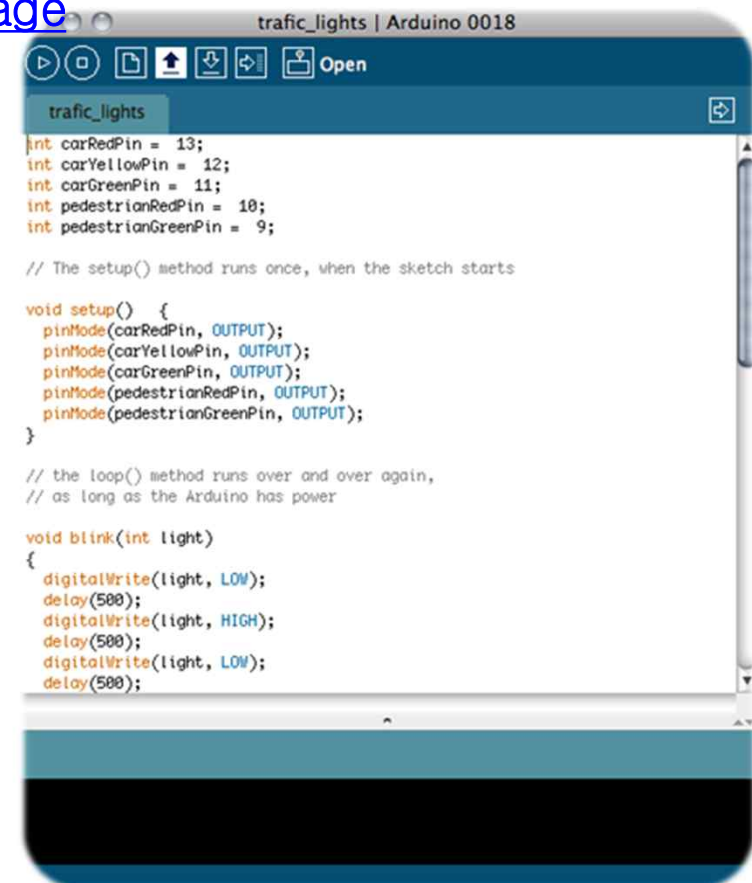 age
trafic_lights | Arduino 0018
Open
trafic_lights
int carRedPin =  13;
int carYellowPin =  12;
int carGreenPin =  11;
int pedestrianRedPin =  10;
int pedestrianGreenPin =  9;

// The setup() method runs once, when the sketch starts

void setup()   {
  pinMode(carRedPin, OUTPUT);
  pinMode(carYellowPin, OUTPUT);
  pinMode(carGreenPin, OUTPUT);
  pinMode(pedestrianRedPin, OUTPUT);
  pinMode(pedestrianGreenPin, OUTPUT);
}

// the loop() method runs over and over again,
// as long as the Arduino has power

void blink(int light)
{
  digitalWrite(light, LOW);
  delay(500);
  digitalWrite(light, HIGH);
  delay(500);
  digitalWrite(light, LOW);
  delay(500);